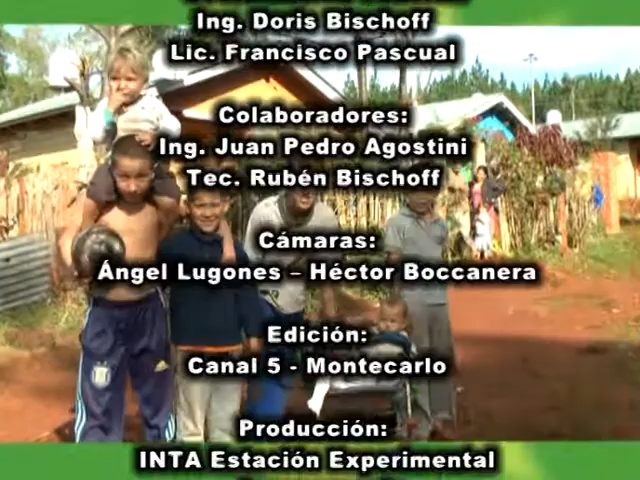 Ing. Doris Bischoff
Lic. Francisco Pascual
Colaboradores:
Ing. Juan Pedro Agostini
Tec. Rubén Bischoff
Cámaras:
Ángel Lugones – Héctor Boccanera
Edición:
Canal 5 - Montecarlo
Producción:
INTA Estación Experimental